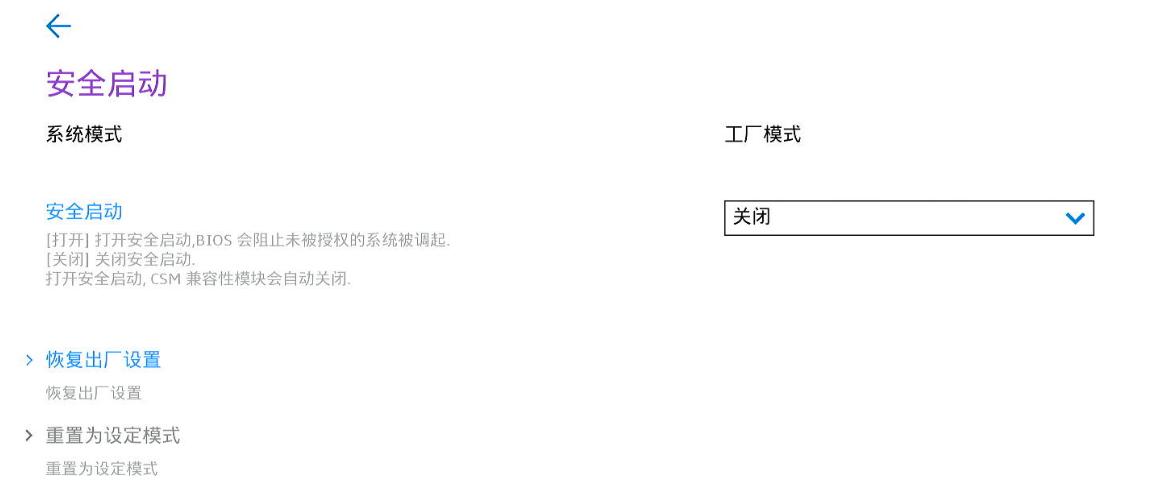 安全启动
系统模式
工厂模式
安全启动
关闭
[打开] 打开安全启动,BIOS 会阻止未被授权的系统被调起.
[关闭] 关闭安全启动.
打开安全启动, CSM 兼容性模块会自动关闭.
恢复出厂设置
恢复出厂设置
重置为设定模式
重置为设定模式